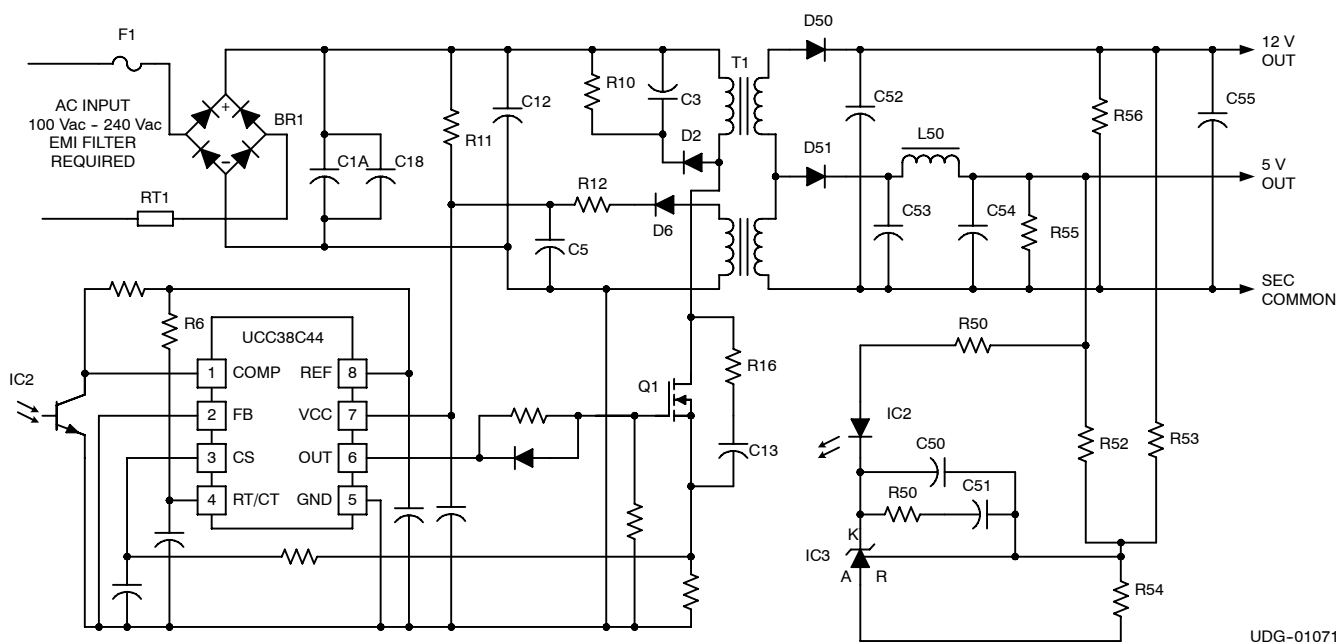 F1
AC INPUT
100 Vac - 240 Vac
EMI FILTER
REQUIRED
RT1
+
-
BR1
C1A
C18
R11
C12
R10
C3
D2
T1
D50
C52
R56
R53
C55
12 V
OUT
D51
L50
5 V
OUT
R12
D6
C5
C53
C54
R55
SEC
COMMON
R6
UCC38C44
IC2
1 COMP REF 8
2 FB VCC 7
3 CS OUT 6
4 RT/CT GND 5
Q1
R16
C13
R50
IC2
C50
R52
R53
R50
C51
K
IC3
A R
R54
UDG-01071